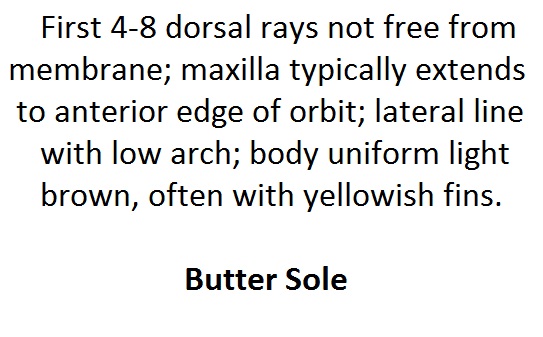 First 4-8 dorsal rays not free from
membrane; maxilla typically extends
to anterior edge of orbit; lateral line
with low arch; body uniform light
brown, often with yellowish fins.
Butter Sole